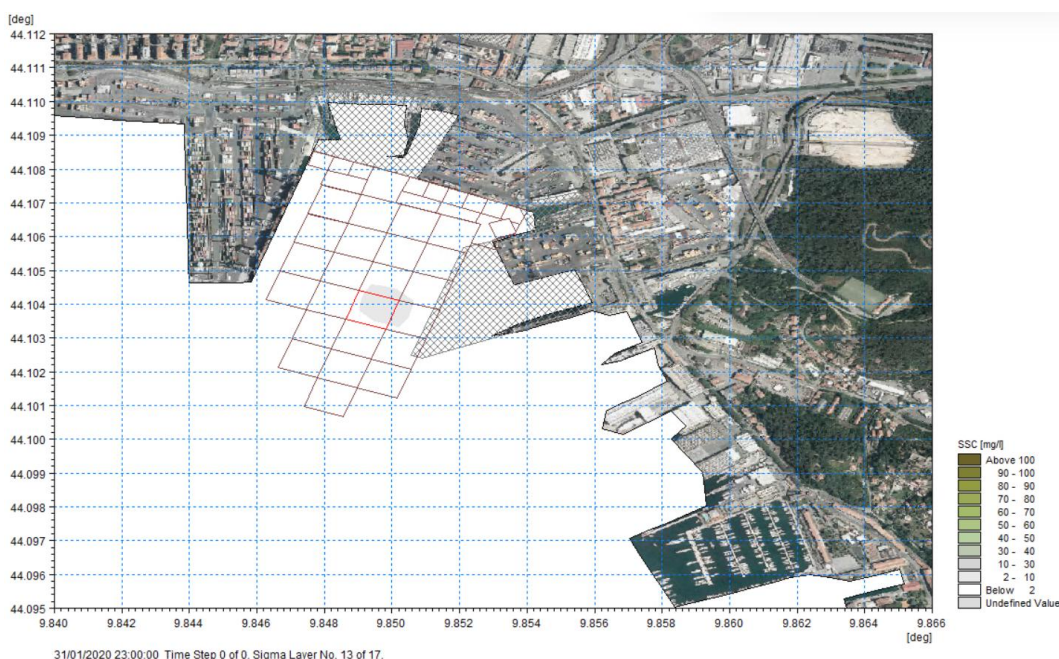 [deg]
44.112
44.111
44.110
44.109
44.108
44.107
44.106
44.105
44.104
44.103
44.102
44.101
44.100
44.099
44.098
44.097
44.096
44.095
9.840 9.842 9.844 9.846 9.848 9.850 9.852 9.854 9.856 9.858 9.860 9.862 9.864 9.866
[deg]
SSC [mg/l]
Above 100
90 - 100
80 - 90
70 - 80
60 - 70
50 - 60
40 - 50
30 - 40
10 - 30
2 - 10
Below 2
Undefined Value
31/01/2020 23:00:00 Time Step 0 of 0. Sigma Layer No. 13 of 17.